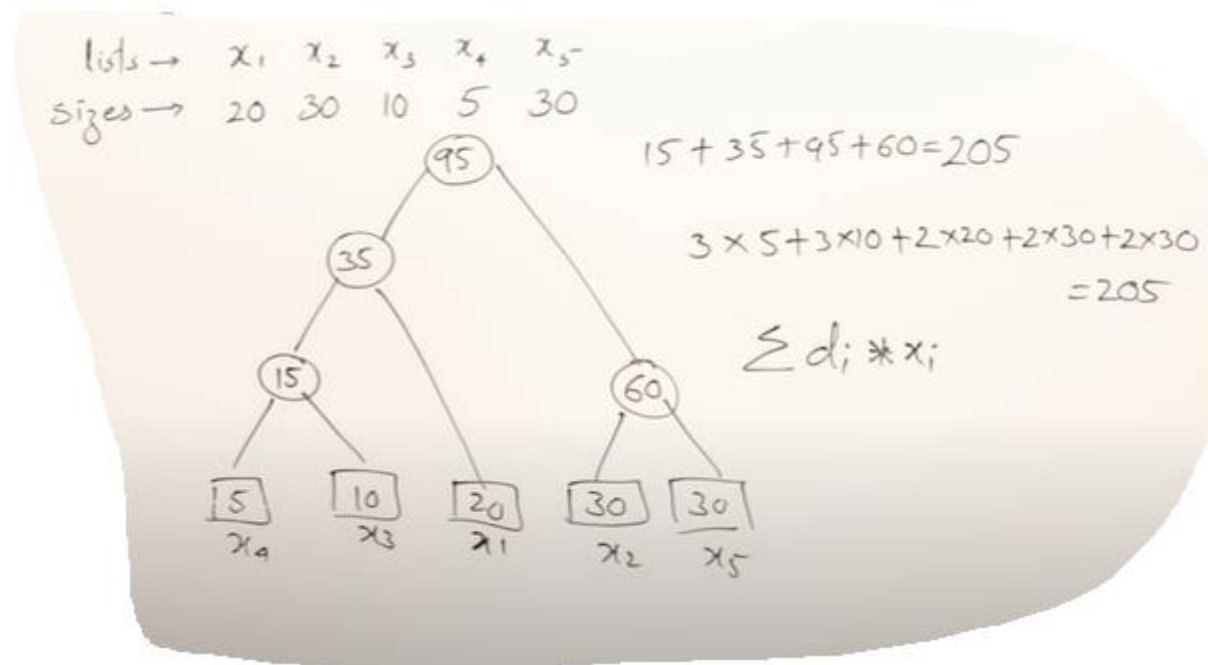 lists → x₁ x₂ x₃ x₄ x₅
sizes → 20 30 10 5 30
95
15 + 35 + 95 + 60 = 205
35
3 × 5 + 3 × 10 + 2 × 20 + 2 × 30 + 2 × 30
= 205
Σ dᵢ * xᵢ
15
60
5 10 20 30 30
x₄ x₃ x₁ x₂ x₅